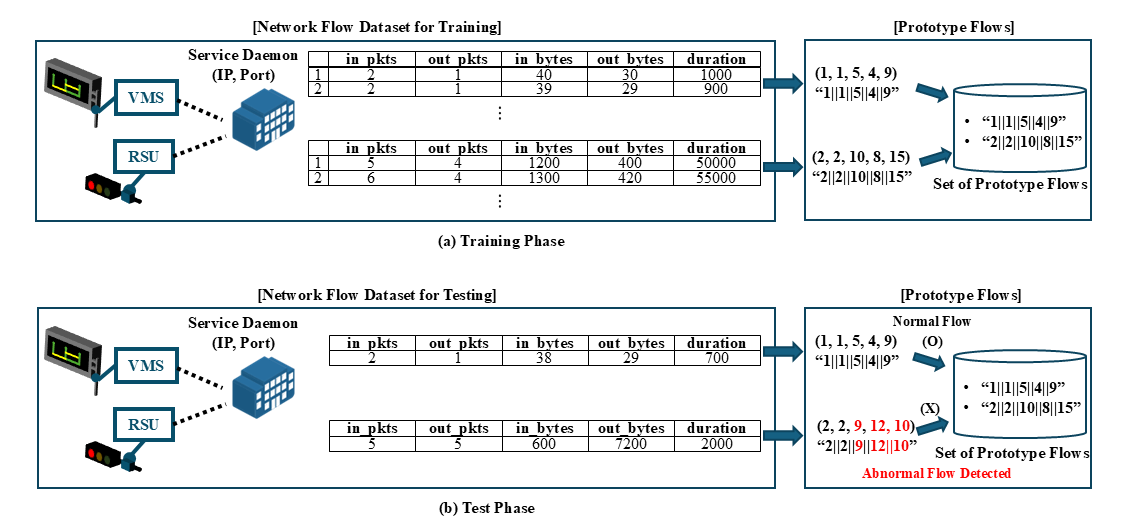 [Network Flow Dataset for Training]
[Prototype Flows]
Service Daemon
(IP, Port)
VMS
RSU
in_pkts out_pkts in_bytes out_bytes duration
1 2 1 40 30 1000
2 2 1 39 29 900
⋮
in_pkts out_pkts in_bytes out_bytes duration
1 5 4 1200 400 50000
2 6 4 1300 420 55000
⋮
(1, 1, 5, 4, 9)
“1||1||5||4||9”
(2, 2, 10, 8, 15)
“2||2||10||8||15”
• “1||1||5||4||9”
• “2||2||10||8||15”
Set of Prototype Flows
(a) Training Phase
[Network Flow Dataset for Testing]
[Prototype Flows]
Service Daemon
(IP, Port)
VMS
RSU
in_pkts out_pkts in_bytes out_bytes duration
2 1 38 29 700
in_pkts out_pkts in_bytes out_bytes duration
5 5 600 7200 2000
Normal Flow
(1, 1, 5, 4, 9)
“1||1||5||4||9”
(O)
(X)
(2, 2, 9, 12, 10)
“2||2||9||12||10”
Abnormal Flow Detected
• “1||1||5||4||9”
• “2||2||10||8||15”
Set of Prototype Flows
(b) Test Phase